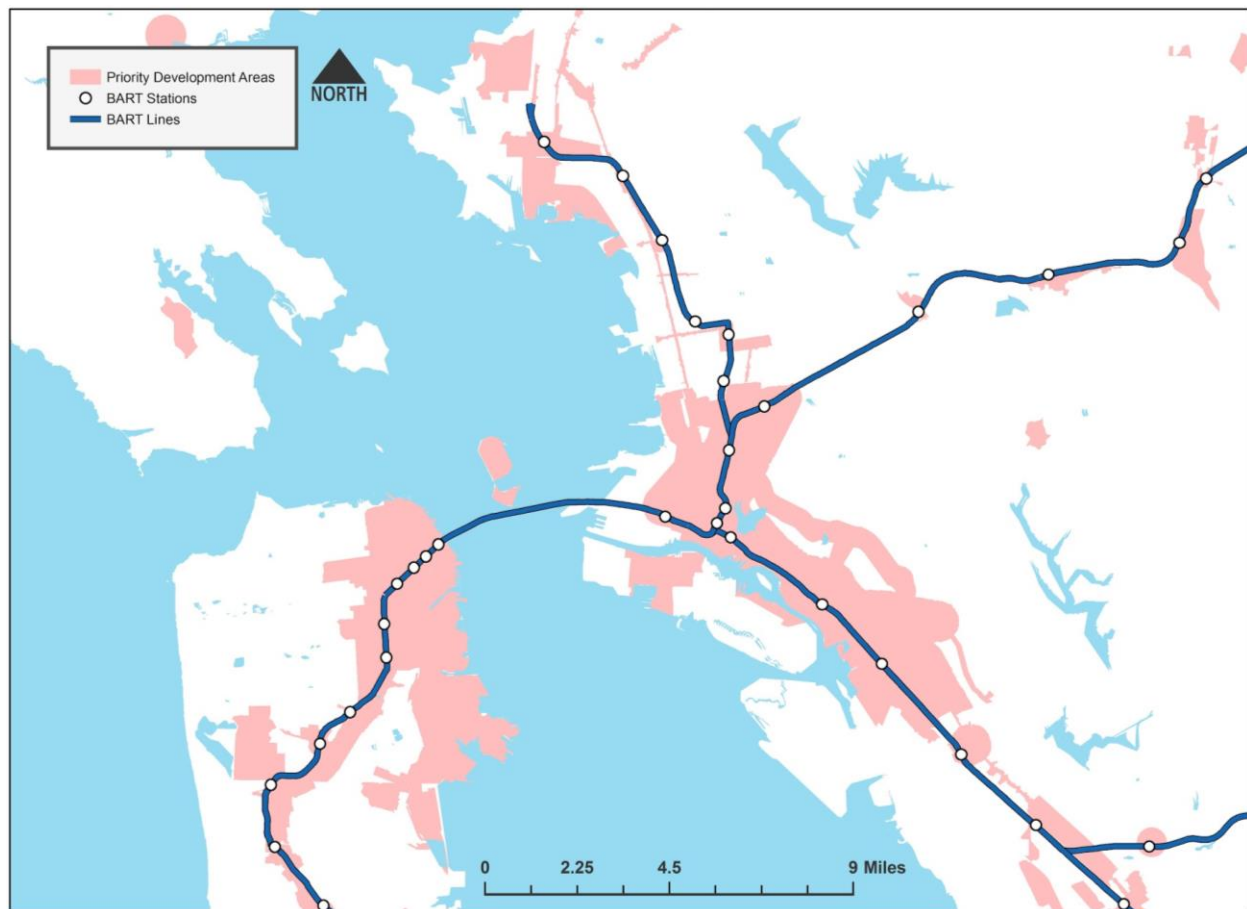 Priority Development Areas
BART Stations
BART Lines
NORTH
0 2.25 4.5 9 Miles